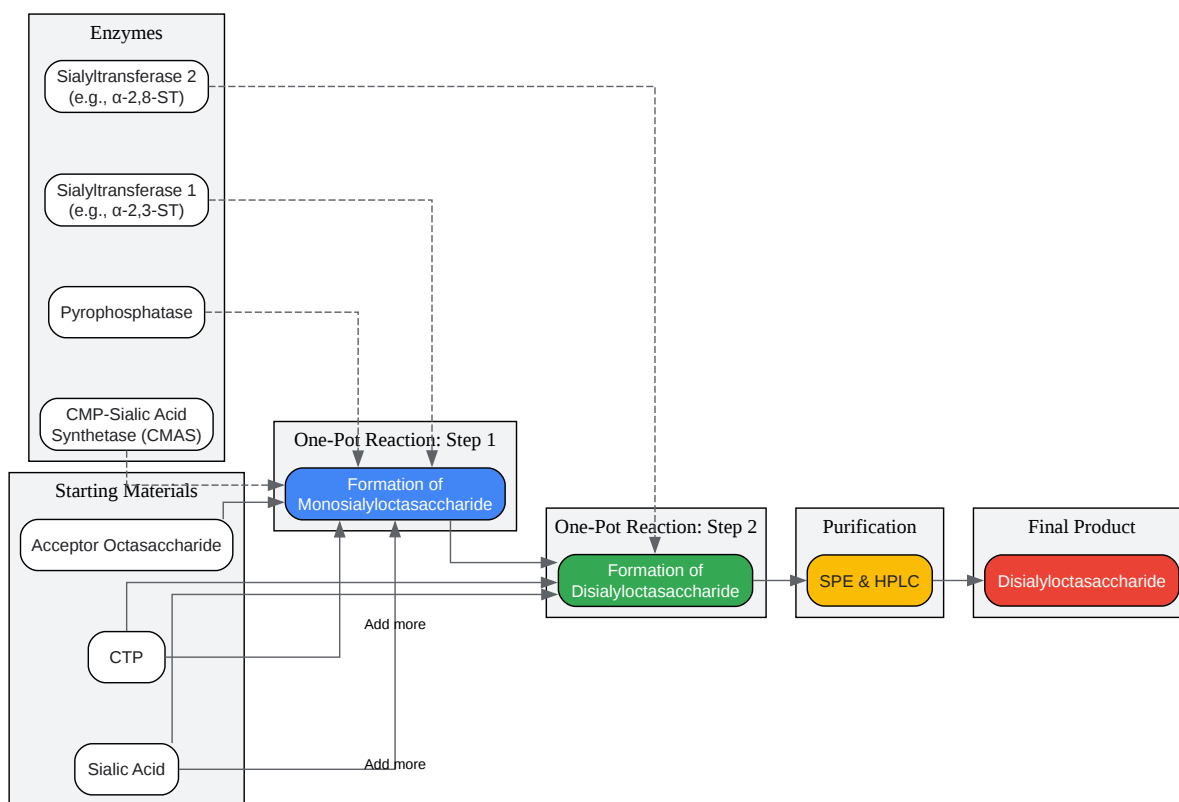 Enzymes
Sialyltransferase 2
(e.g., α-2,8-ST)
Sialyltransferase 1
(e.g., α-2,3-ST)
Pyrophosphatase
CMP-Sialic Acid
Synthetase (CMAS)
Starting Materials
Acceptor Octasaccharide
CTP
Sialic Acid
One-Pot Reaction: Step 1
Formation of
Monosialyloctasaccharide
Add more
Add more
One-Pot Reaction: Step 2
Formation of
Disialyloctasaccharide
Purification
SPE & HPLC
Final Product
Disialyloctasaccharide